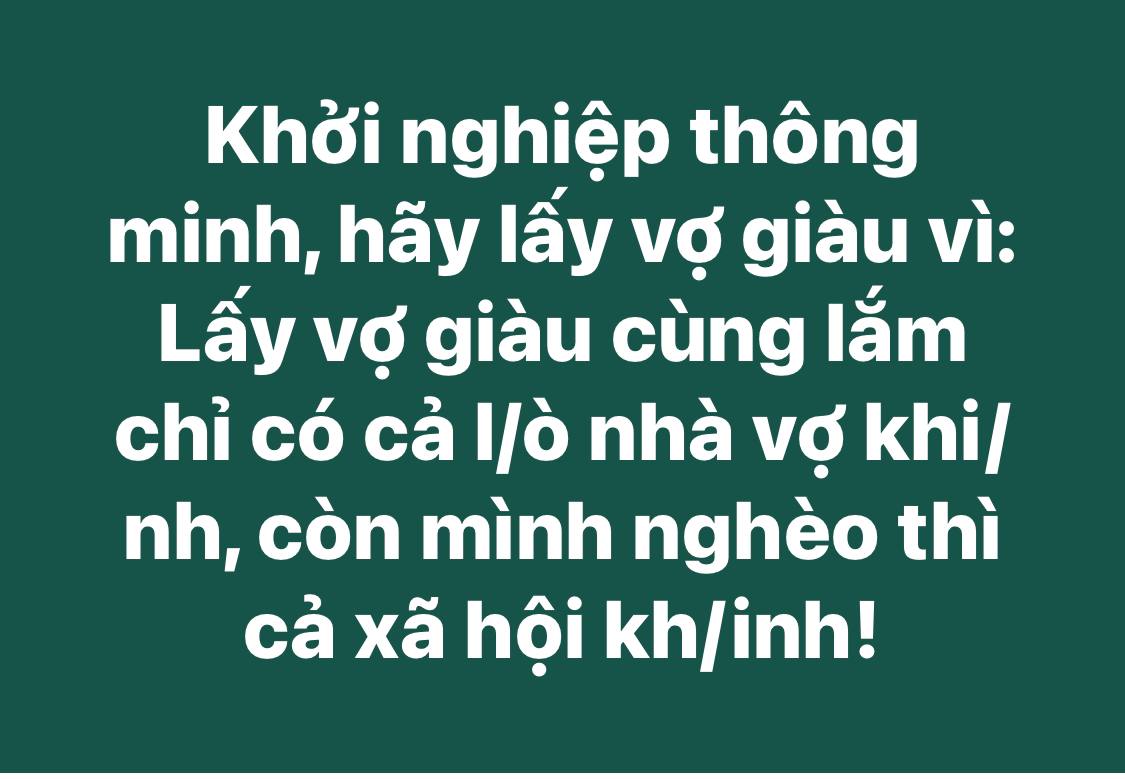 Khởi nghiệp thông
minh, hãy lấy vợ giàu vì:
Lấy vợ giàu cùng lắm
chỉ có cả l/ò nhà vợ khi/
nh, còn mình nghèo thì
cả xã hội kh/inh!